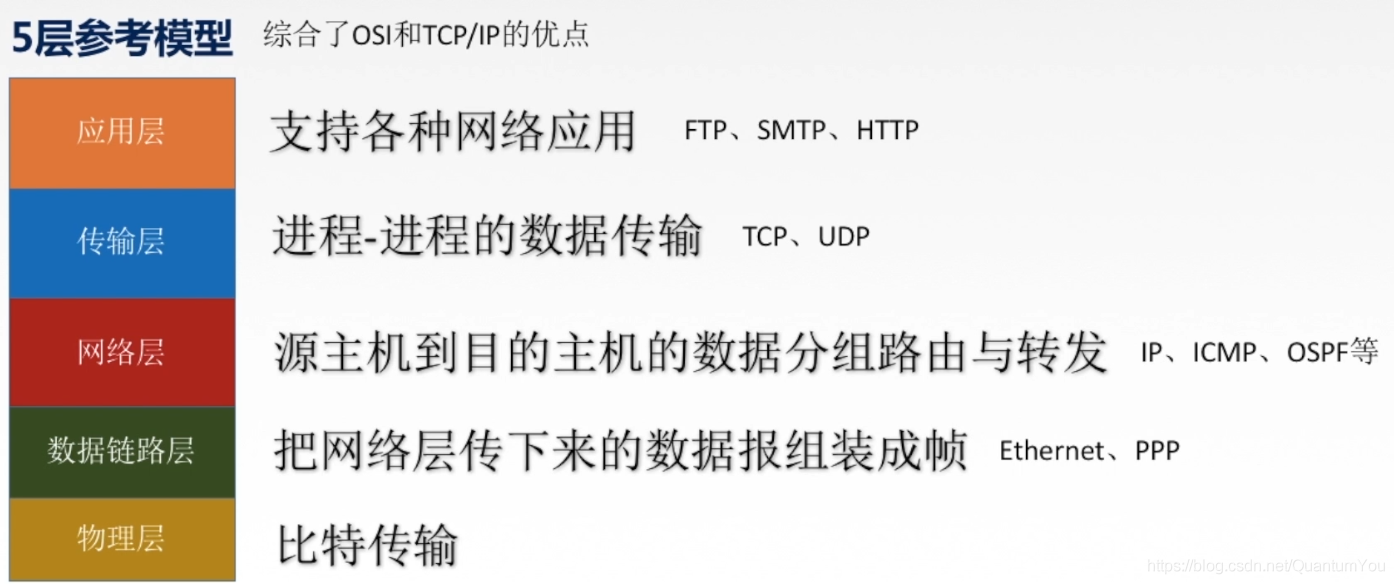 5层参考模型 综合了OSI和TCP/IP的优点
应用层 支持各种网络应用 FTP、SMTP、HTTP
传输层 进程-进程的数据传输 TCP、UDP
网络层 源主机到目的主机的数据分组路由与转发 IP、ICMP、OSPF等
数据链路层 把网络层传下来的数据报组装成帧 Ethernet、PPP
物理层 比特传输
https://blog.csdn.net/QuantumYou